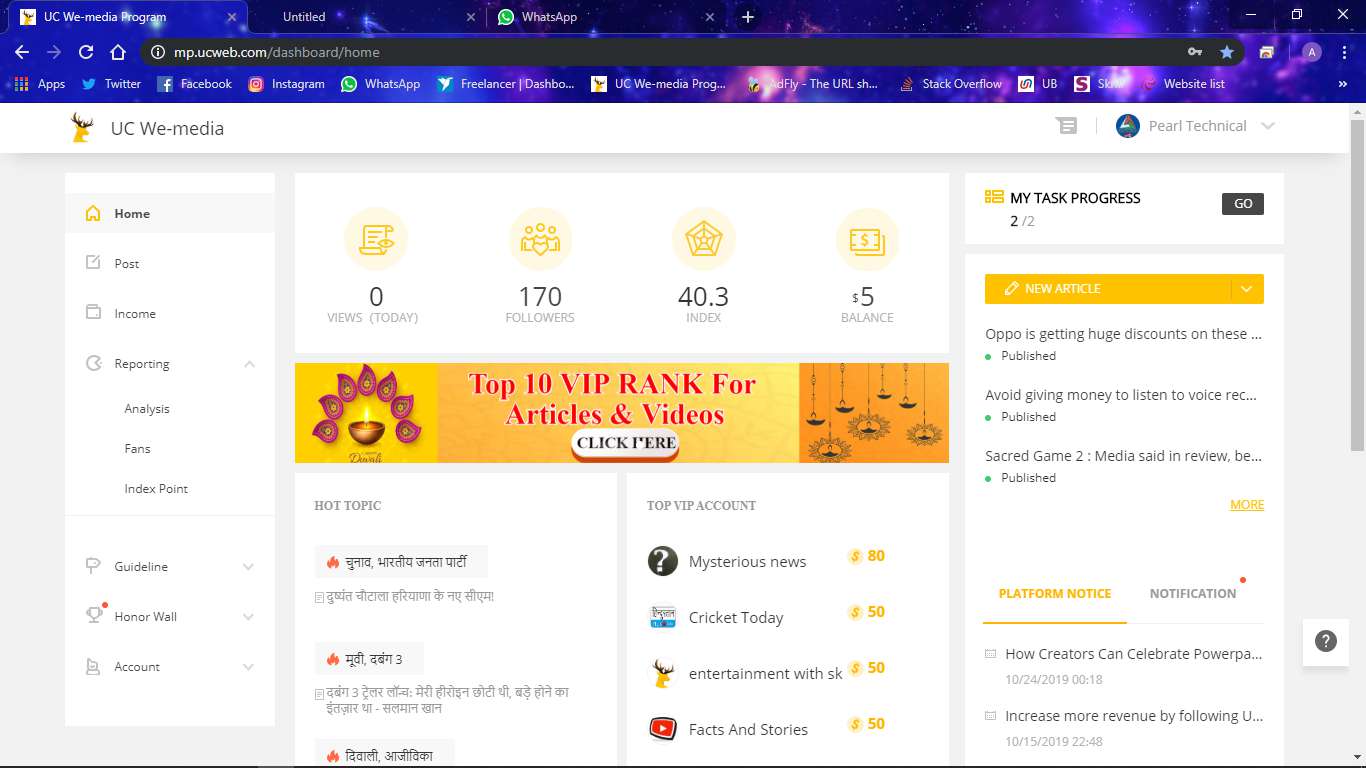 UC We-media Program
Untitled
WhatsApp
mp.ucweb.com/dashboard/home
A
Apps
Twitter
Facebook
Instagram
WhatsApp
Freelancer | Dashbo...
UC We-media Prog...
AdFly - The URL sh...
Stack Overflow
UB
Website list
UC We-media
Pearl Technical
Home
Post
Income
Reporting
Analysis
Fans
Index Point
Guideline
Honor Wall
Account
0
VIEWS (TODAY)
170
FOLLOWERS
40.3
INDEX
$5
BALANCE
Top 10 VIP RANK For
Articles & Videos
CLICK HERE
Diwali
HOT TOPIC
चुनाव, भारतीय जनता पार्टी
दुष्यंत चौटाला हरियाणा के नए सीएम!
मूवी, दबंग 3
दबंग 3 ट्रेलर लॉन्च: मेरी हीरोइन छोटी थी, बड़े होने का
इंतज़ार था - सलमान खान
दिवाली, आजीविका
TOP VIP ACCOUNT
Mysterious news
$ 80
Cricket Today
$ 50
entertainment with sk
$ 50
Facts And Stories
$ 50
MY TASK PROGRESS
2 /2
GO
NEW ARTICLE
Oppo is getting huge discounts on these ...
Published
Avoid giving money to listen to voice rec...
Published
Sacred Game 2 : Media said in review, be...
Published
MORE
PLATFORM NOTICE
NOTIFICATION
How Creators Can Celebrate Powerpa...
10/24/2019 00:18
Increase more revenue by following U...
10/15/2019 22:48